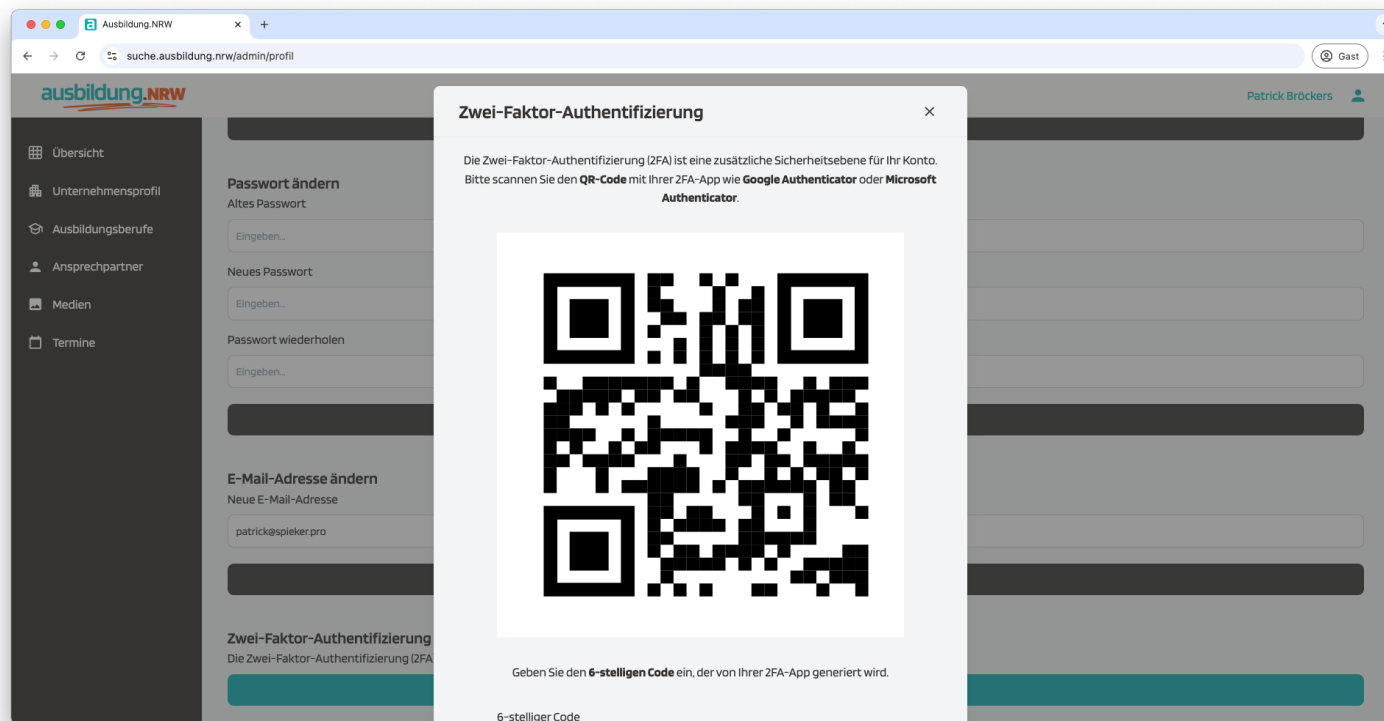 Ausbildung.NRW
suche.ausbildung.nrw/admin/profil
Gast
ausbildung.NRW
Patrick Bröckers
Übersicht
Unternehmensprofil
Ausbildungsberufe
Ansprechpartner
Medien
Termine
Passwort ändern
Altes Passwort
Eingeben...
Neues Passwort
Eingeben...
Passwort wiederholen
Eingeben...
E-Mail-Adresse ändern
Neue E-Mail-Adresse
patrick@spieker.pro
Zwei-Faktor-Authentifizierung
Die Zwei-Faktor-Authentifizierung (2FA
Zwei-Faktor-Authentifizierung
Die Zwei-Faktor-Authentifizierung (2FA) ist eine zusätzliche Sicherheitsebene für Ihr Konto.
Bitte scannen Sie den QR-Code mit Ihrer 2FA-App wie Google Authenticator oder Microsoft
Authenticator.
Geben Sie den 6-stelligen Code ein, der von Ihrer 2FA-App generiert wird.
6-stelliger Code